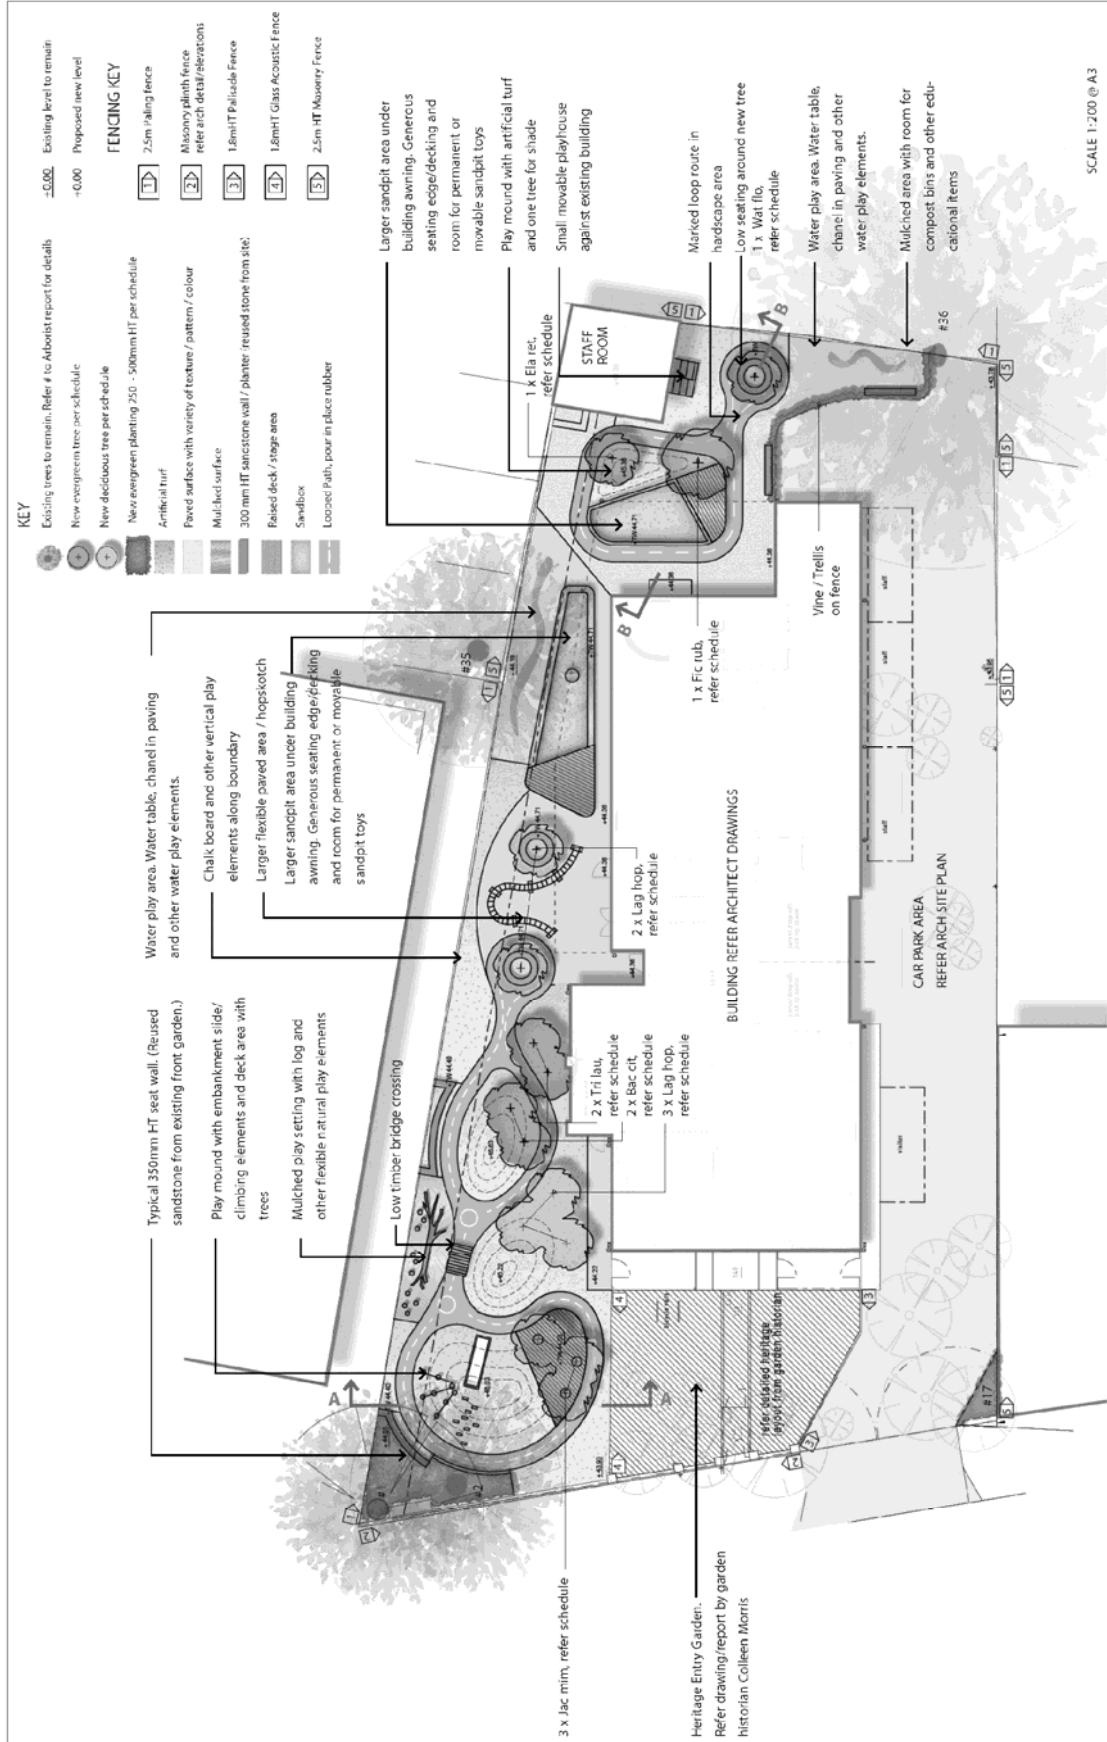 KEY
Existing trees to remain. Refer # to Arborist report for details
New evergreem tree per schedule
New deciduous tree per schedule
New evergreen planting 250 - 500mm HT per schedule
Artificial turf
Paved surface with variety of texture / pattern / colour
Mulched surface
300 mm HT sandstone wall / planter (reused stone from site)
Raised deck / stage area
Sandbox
Looped Path, pour in place rubber
±0.00 Existing level to remain
+0.00 Proposed new level
FENCING KEY
1 2.5m Paling fence
2 Masonry plinth fence
refer arch detail/elevations
3 1.8mHT Palisade Fence
4 1.8mHT Glass Acoustic Fence
5 2.5m HT Masonry Fence
Typical 350mm HT seat wall. (Reused
sandstone from existing front garden.)
Play mound with embankment slide/
climbing elements and deck area with
trees
Mulched play setting with log and
other flexible natural play elements
Low timber bridge crossing
Water play area. Water table, chanel in paving
and other water play elements.
Chalk board and other vertical play
elements along boundary
Larger flexible paved area / hopskotch
Larger sandpit area under building
awning. Generous seating edge/decking
and room for permanent or movable
sandpit toys
Larger sandpit area under
building awning. Generous
seating edge/decking and
room for permanent or
movable sandpit toys
Play mound with artificial turf
and one tree for shade
Small movable playhouse
against existing building
Marked loop route in
hardscape area
Low seating around new tree
1 x Wat flo,
refer schedule
Water play area. Water table,
chanel in paving and other
water play elements.
Mulched area with room for
compost bins and other edu-
cational items
1 x Ela ret,
refer schedule
STAFF
ROOM
#35
#36
#1
#2
#17
A
A
B
B
1 x Fic rub,
refer schedule
Vine / Trellis
on fence
2 x Lag hop,
refer schedule
2 x Tri lau,
refer schedule
2 x Bac cit,
refer schedule
3 x Lag hop,
refer schedule
3 x Jac mim, refer schedule
BUILDING REFER ARCHITECT DRAWINGS
CAR PARK AREA
REFER ARCH SITE PLAN
staff
staff
staff
visitor
refer detailed heritage
layout from garden historian
Heritage Entry Garden.
Refer drawing/report by garden
historian Colleen Morris
SCALE 1:200 @ A3